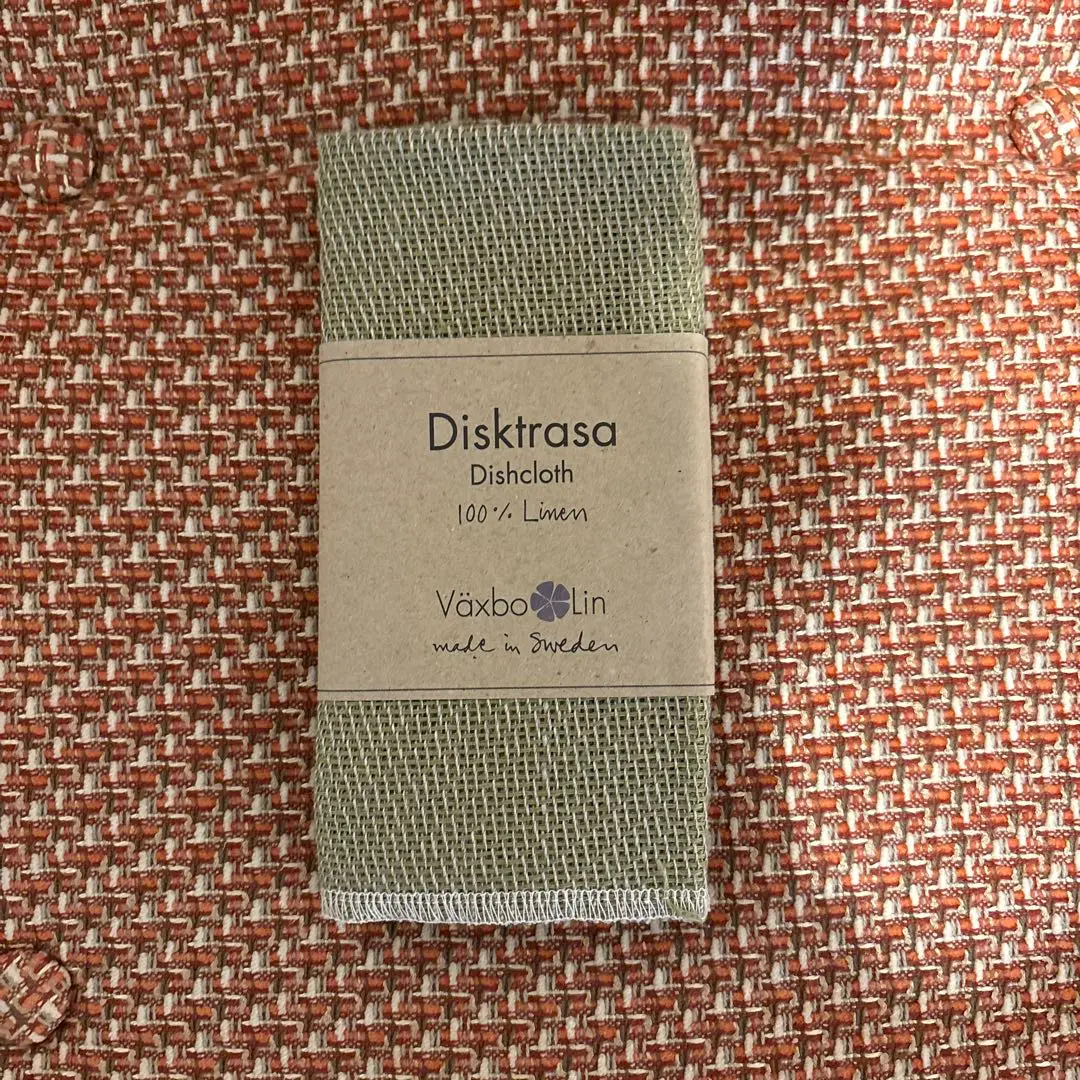 Disktrasa
Dishcloth
100% Linen
Växbo Lin
made in Sweden